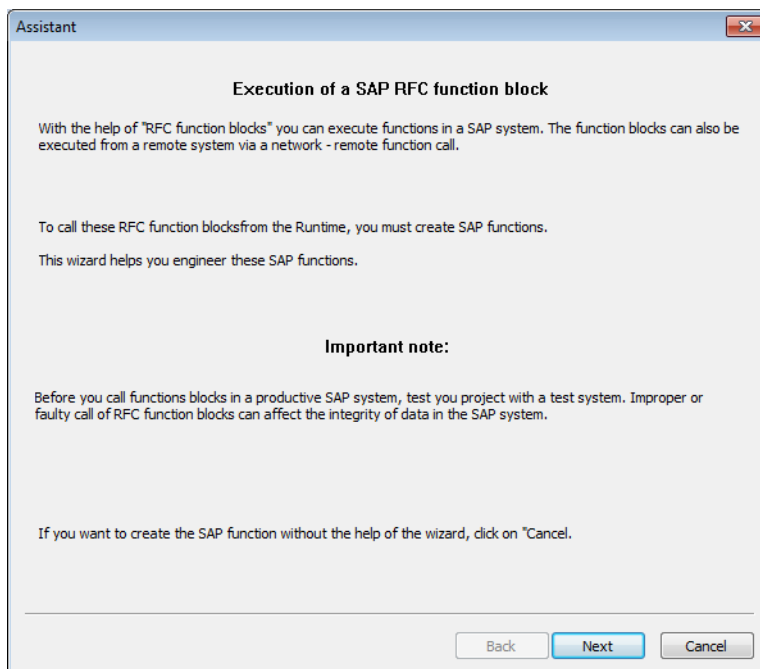 Assistant
Execution of a SAP RFC function block
With the help of "RFC function blocks" you can execute functions in a SAP system. The function blocks can also be
executed from a remote system via a network - remote function call.
To call these RFC function blocksfrom the Runtime, you must create SAP functions.
This wizard helps you engineer these SAP functions.
Important note:
Before you call functions blocks in a productive SAP system, test you project with a test system. Improper or
faulty call of RFC function blocks can affect the integrity of data in the SAP system.
If you want to create the SAP function without the help of the wizard, click on "Cancel.
Back Next Cancel